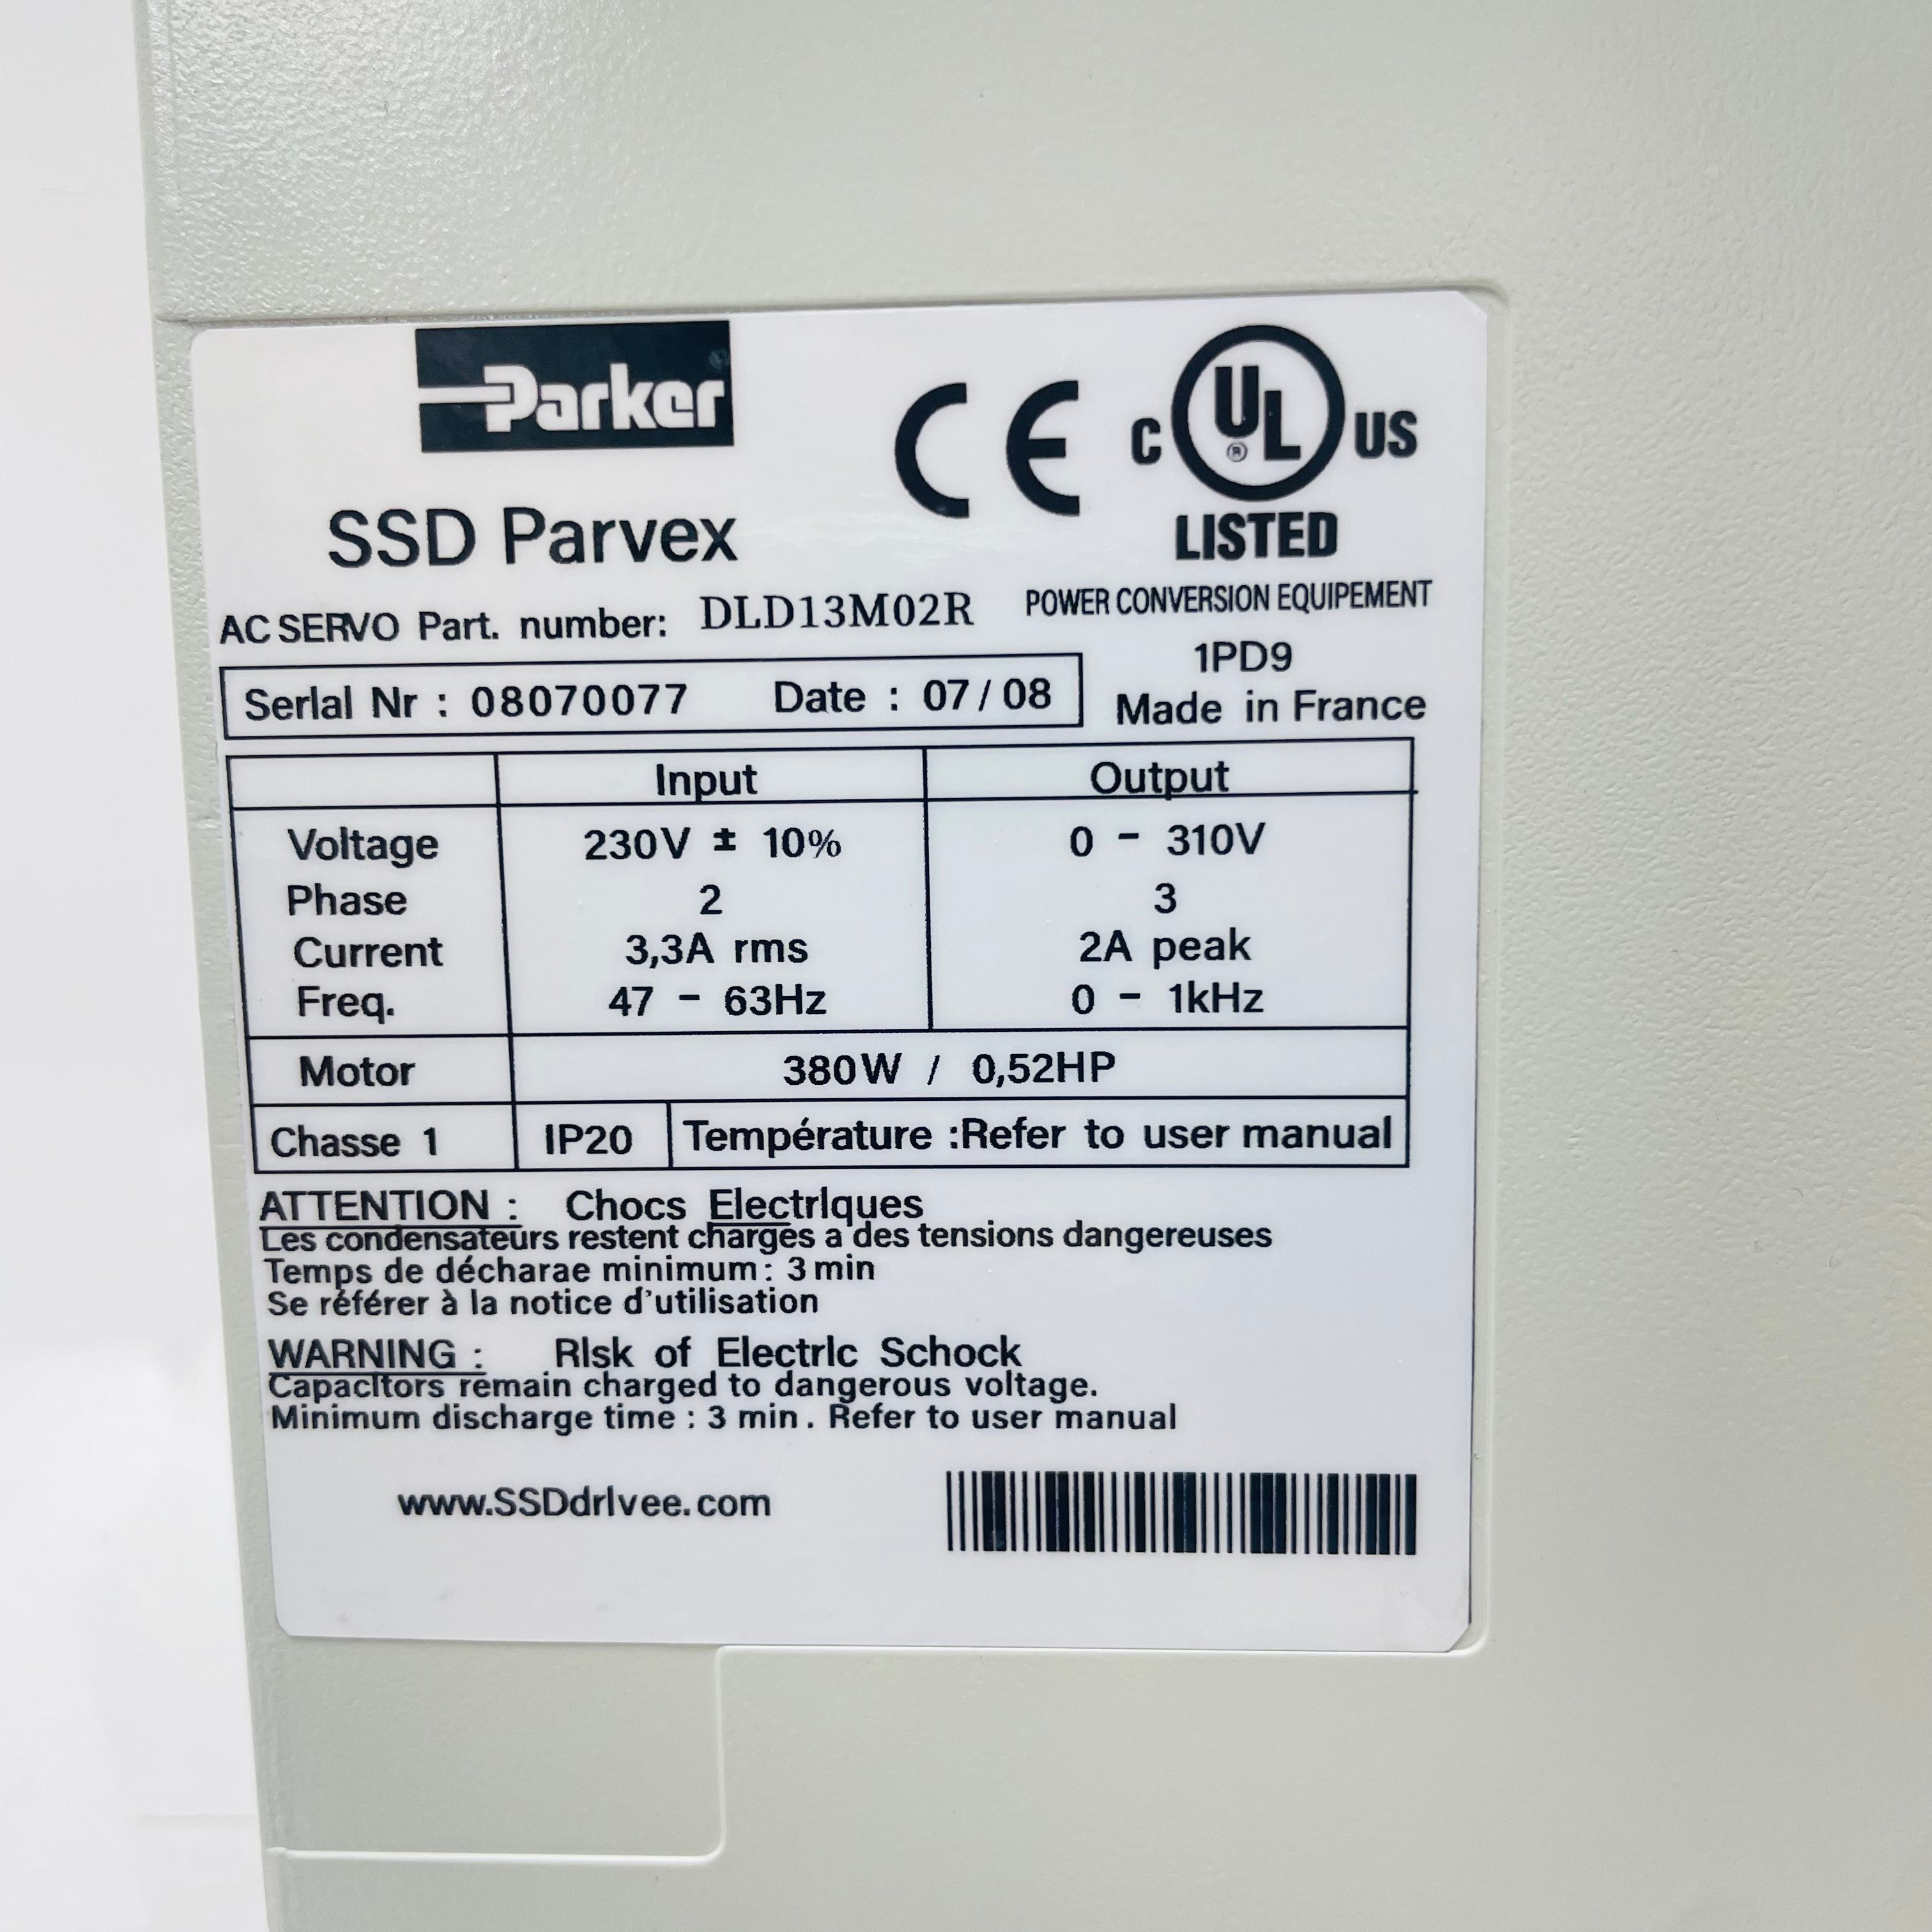 Parker
CE
C UL® US
LISTED
SSD Parvex
AC SERVO Part. number: DLD13M02R
POWER CONVERSION EQUIPEMENT
1PD9
Serlal Nr : 08070077 Date : 07/08
Made in France
Input Output
Voltage 230V ± 10% 0 - 310V
Phase 2 3
Current 3,3A rms 2A peak
Freq. 47 - 63Hz 0 - 1kHz
Motor 380W / 0,52HP
Chasse 1 IP20 Température :Refer to user manual
ATTENTION : Chocs Electrlques
Les condensateurs restent chargès a des tensions dangereuses
Temps de décharae minimum: 3 min
Se référer à la notice d'utilisation
WARNING : Rlsk of Electrlc Schock
Capacltors remain charged to dangerous voltage.
Minimum discharge time : 3 min . Refer to user manual
www.SSDdrlvee.com